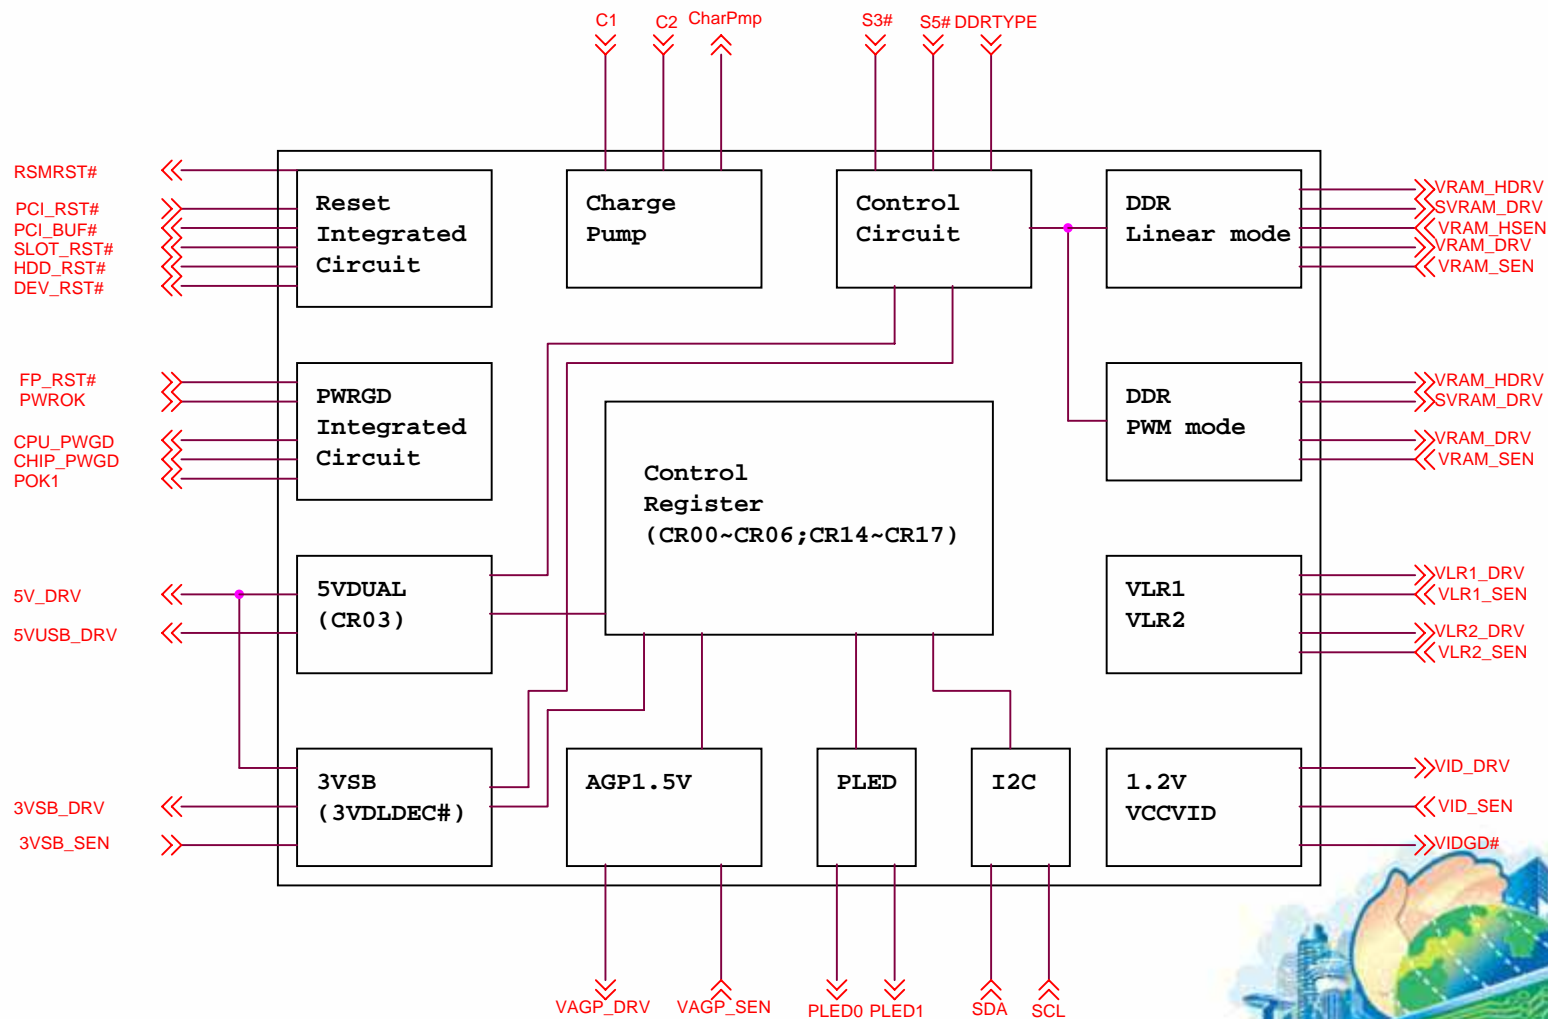 C1
C2
CharPmp
S3#
S5#
DDRTYPE
RSMRST#
PCI_RST#
PCI_BUF#
SLOT_RST#
HDD_RST#
DEV_RST#
Reset
Integrated
Circuit
Charge
Pump
Control
Circuit
DDR
Linear mode
VRAM_HDRV
SVRAM_DRV
VRAM_HSEN
VRAM_DRV
VRAM_SEN
FP_RST#
PWROK
CPU_PWGD
CHIP_PWGD
POK1
PWRGD
Integrated
Circuit
Control
Register
(CR00~CR06;CR14~CR17)
DDR
PWM mode
VRAM_HDRV
SVRAM_DRV
VRAM_DRV
VRAM_SEN
5V_DRV
5VUSB_DRV
5VDUAL
(CR03)
VLR1
VLR2
VLR1_DRV
VLR1_SEN
VLR2_DRV
VLR2_SEN
3VSB_DRV
3VSB_SEN
3VSB
(3VDLDEC#)
AGP1.5V
PLED
I2C
1.2V
VCCVID
VID_DRV
VID_SEN
VIDGD#
VAGP_DRV
VAGP_SEN
PLED0
PLED1
SDA
SCL